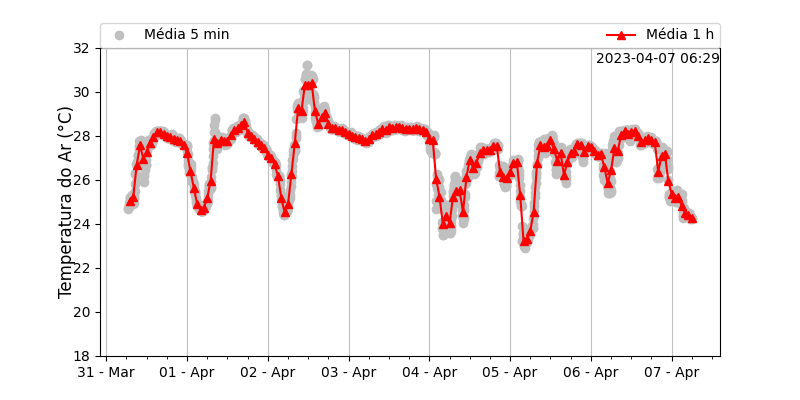 Média 5 min
Média 1 h
2023-04-07 06:29
Temperatura do Ar (°C)
32
30
28
26
24
22
20
18
31 - Mar
01 - Apr
02 - Apr
03 - Apr
04 - Apr
05 - Apr
06 - Apr
07 - Apr